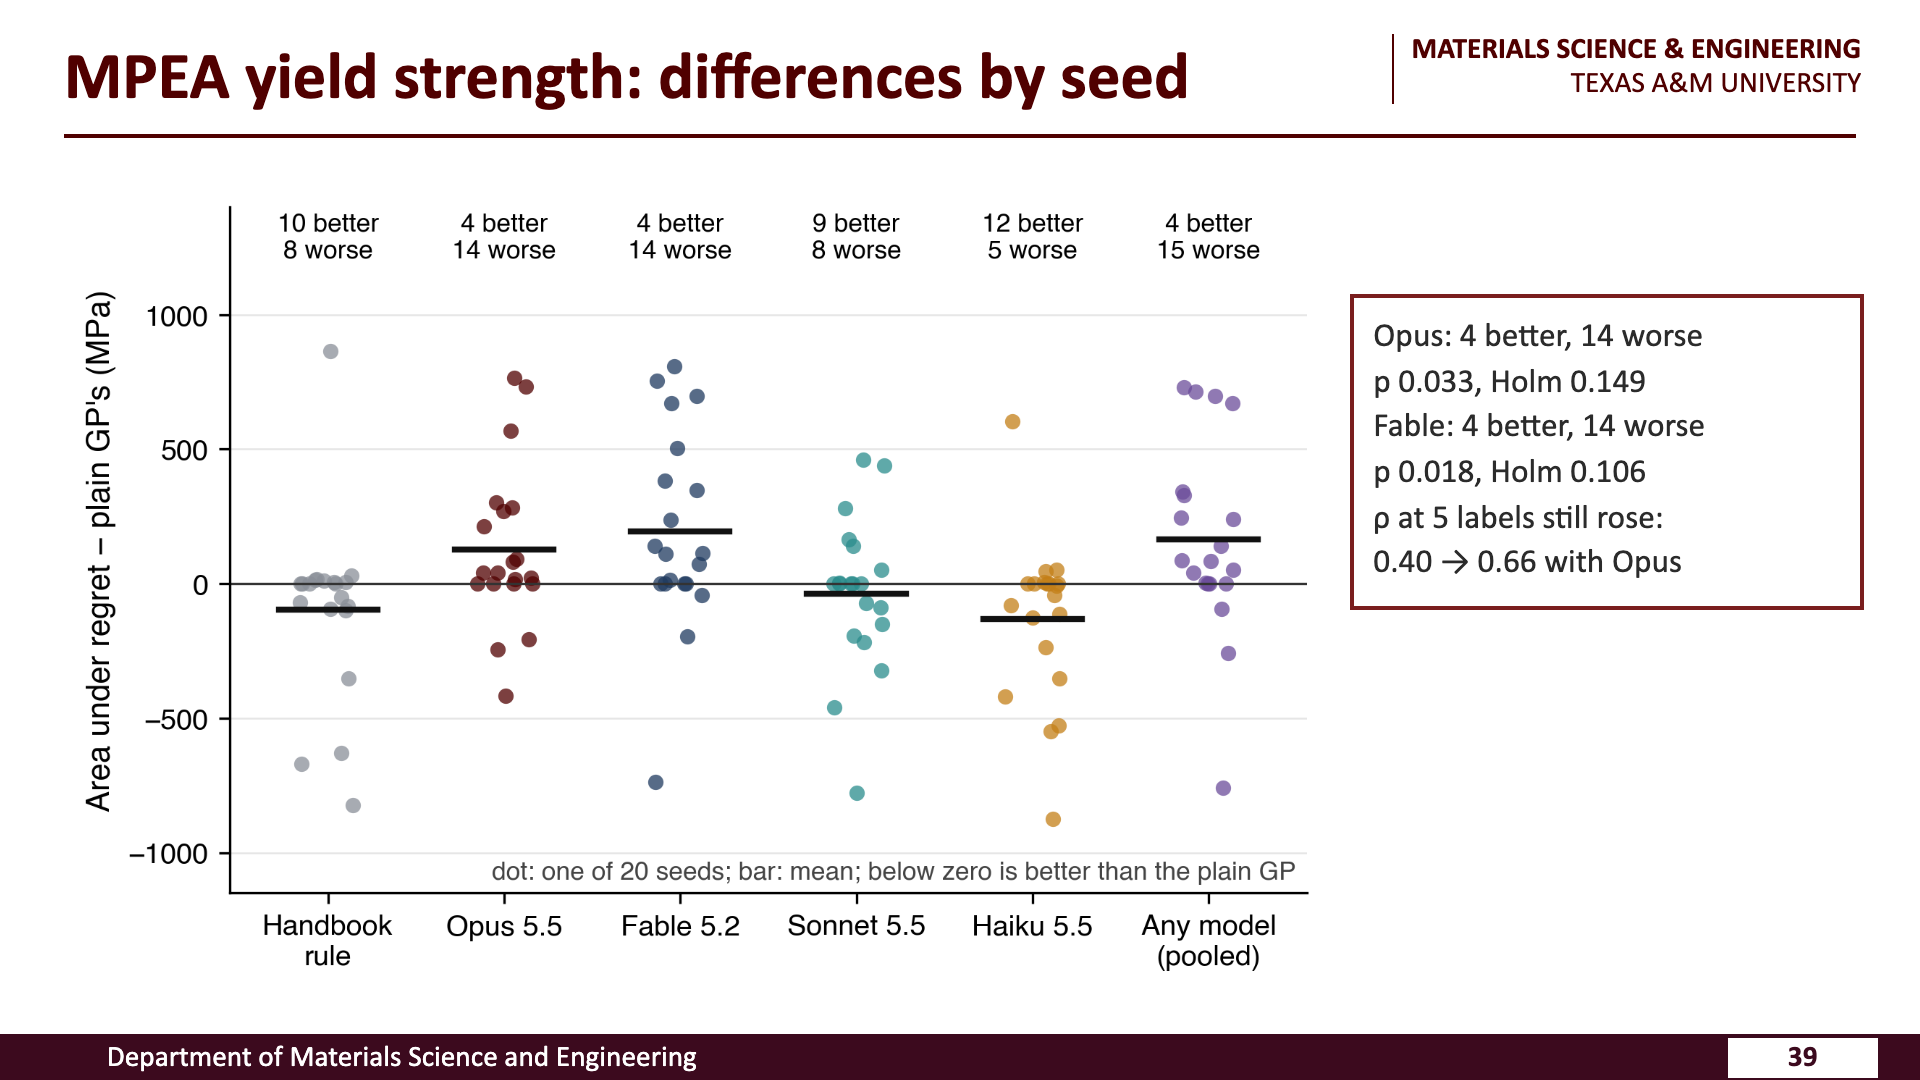 MPEA yield strength: differences by seed
MATERIALS SCIENCE & ENGINEERING
TEXAS A&M UNIVERSITY
10 better
8 worse
4 better
14 worse
4 better
14 worse
9 better
8 worse
12 better
5 worse
4 better
15 worse
Area under regret − plain GP's (MPa)
1000
500
0
−500
−1000
dot: one of 20 seeds; bar: mean; below zero is better than the plain GP
Handbook
rule
Opus 5.5
Fable 5.2
Sonnet 5.5
Haiku 5.5
Any model
(pooled)
Opus: 4 better, 14 worse
p 0.033, Holm 0.149
Fable: 4 better, 14 worse
p 0.018, Holm 0.106
ρ at 5 labels still rose:
0.40 → 0.66 with Opus
Department of Materials Science and Engineering
39